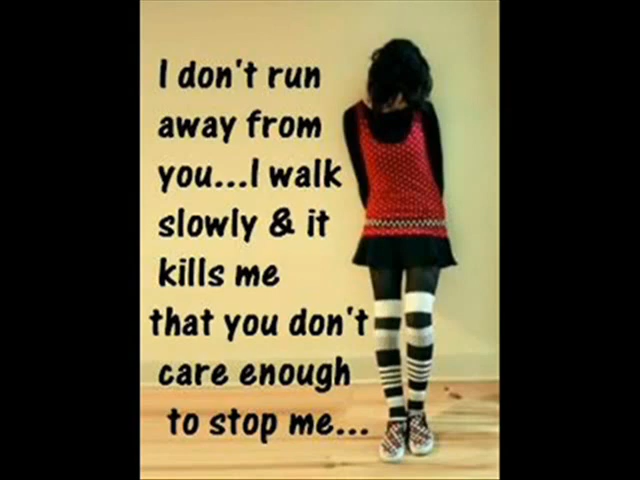 I don't run
away from
you...I walk
slowly & it
kills me
that you don't
care enough
to stop me...